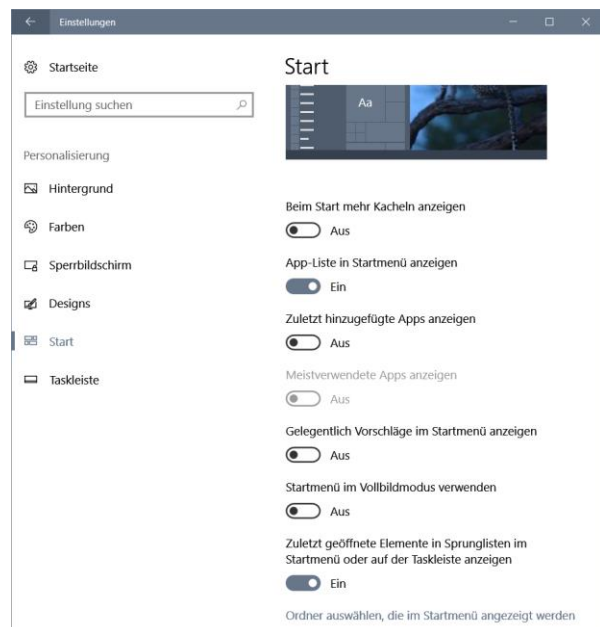 Einstellungen
Startseite
Einstellung suchen
Personalisierung
Hintergrund
Farben
Sperrbildschirm
Designs
Start
Taskleiste
Start
Aa
Beim Start mehr Kacheln anzeigen
Aus
App-Liste in Startmenü anzeigen
Ein
Zuletzt hinzugefügte Apps anzeigen
Aus
Meistverwendete Apps anzeigen
Aus
Gelegentlich Vorschläge im Startmenü anzeigen
Aus
Startmenü im Vollbildmodus verwenden
Aus
Zuletzt geöffnete Elemente in Sprunglisten im
Startmenü oder auf der Taskleiste anzeigen
Ein
Ordner auswählen, die im Startmenü angezeigt werden